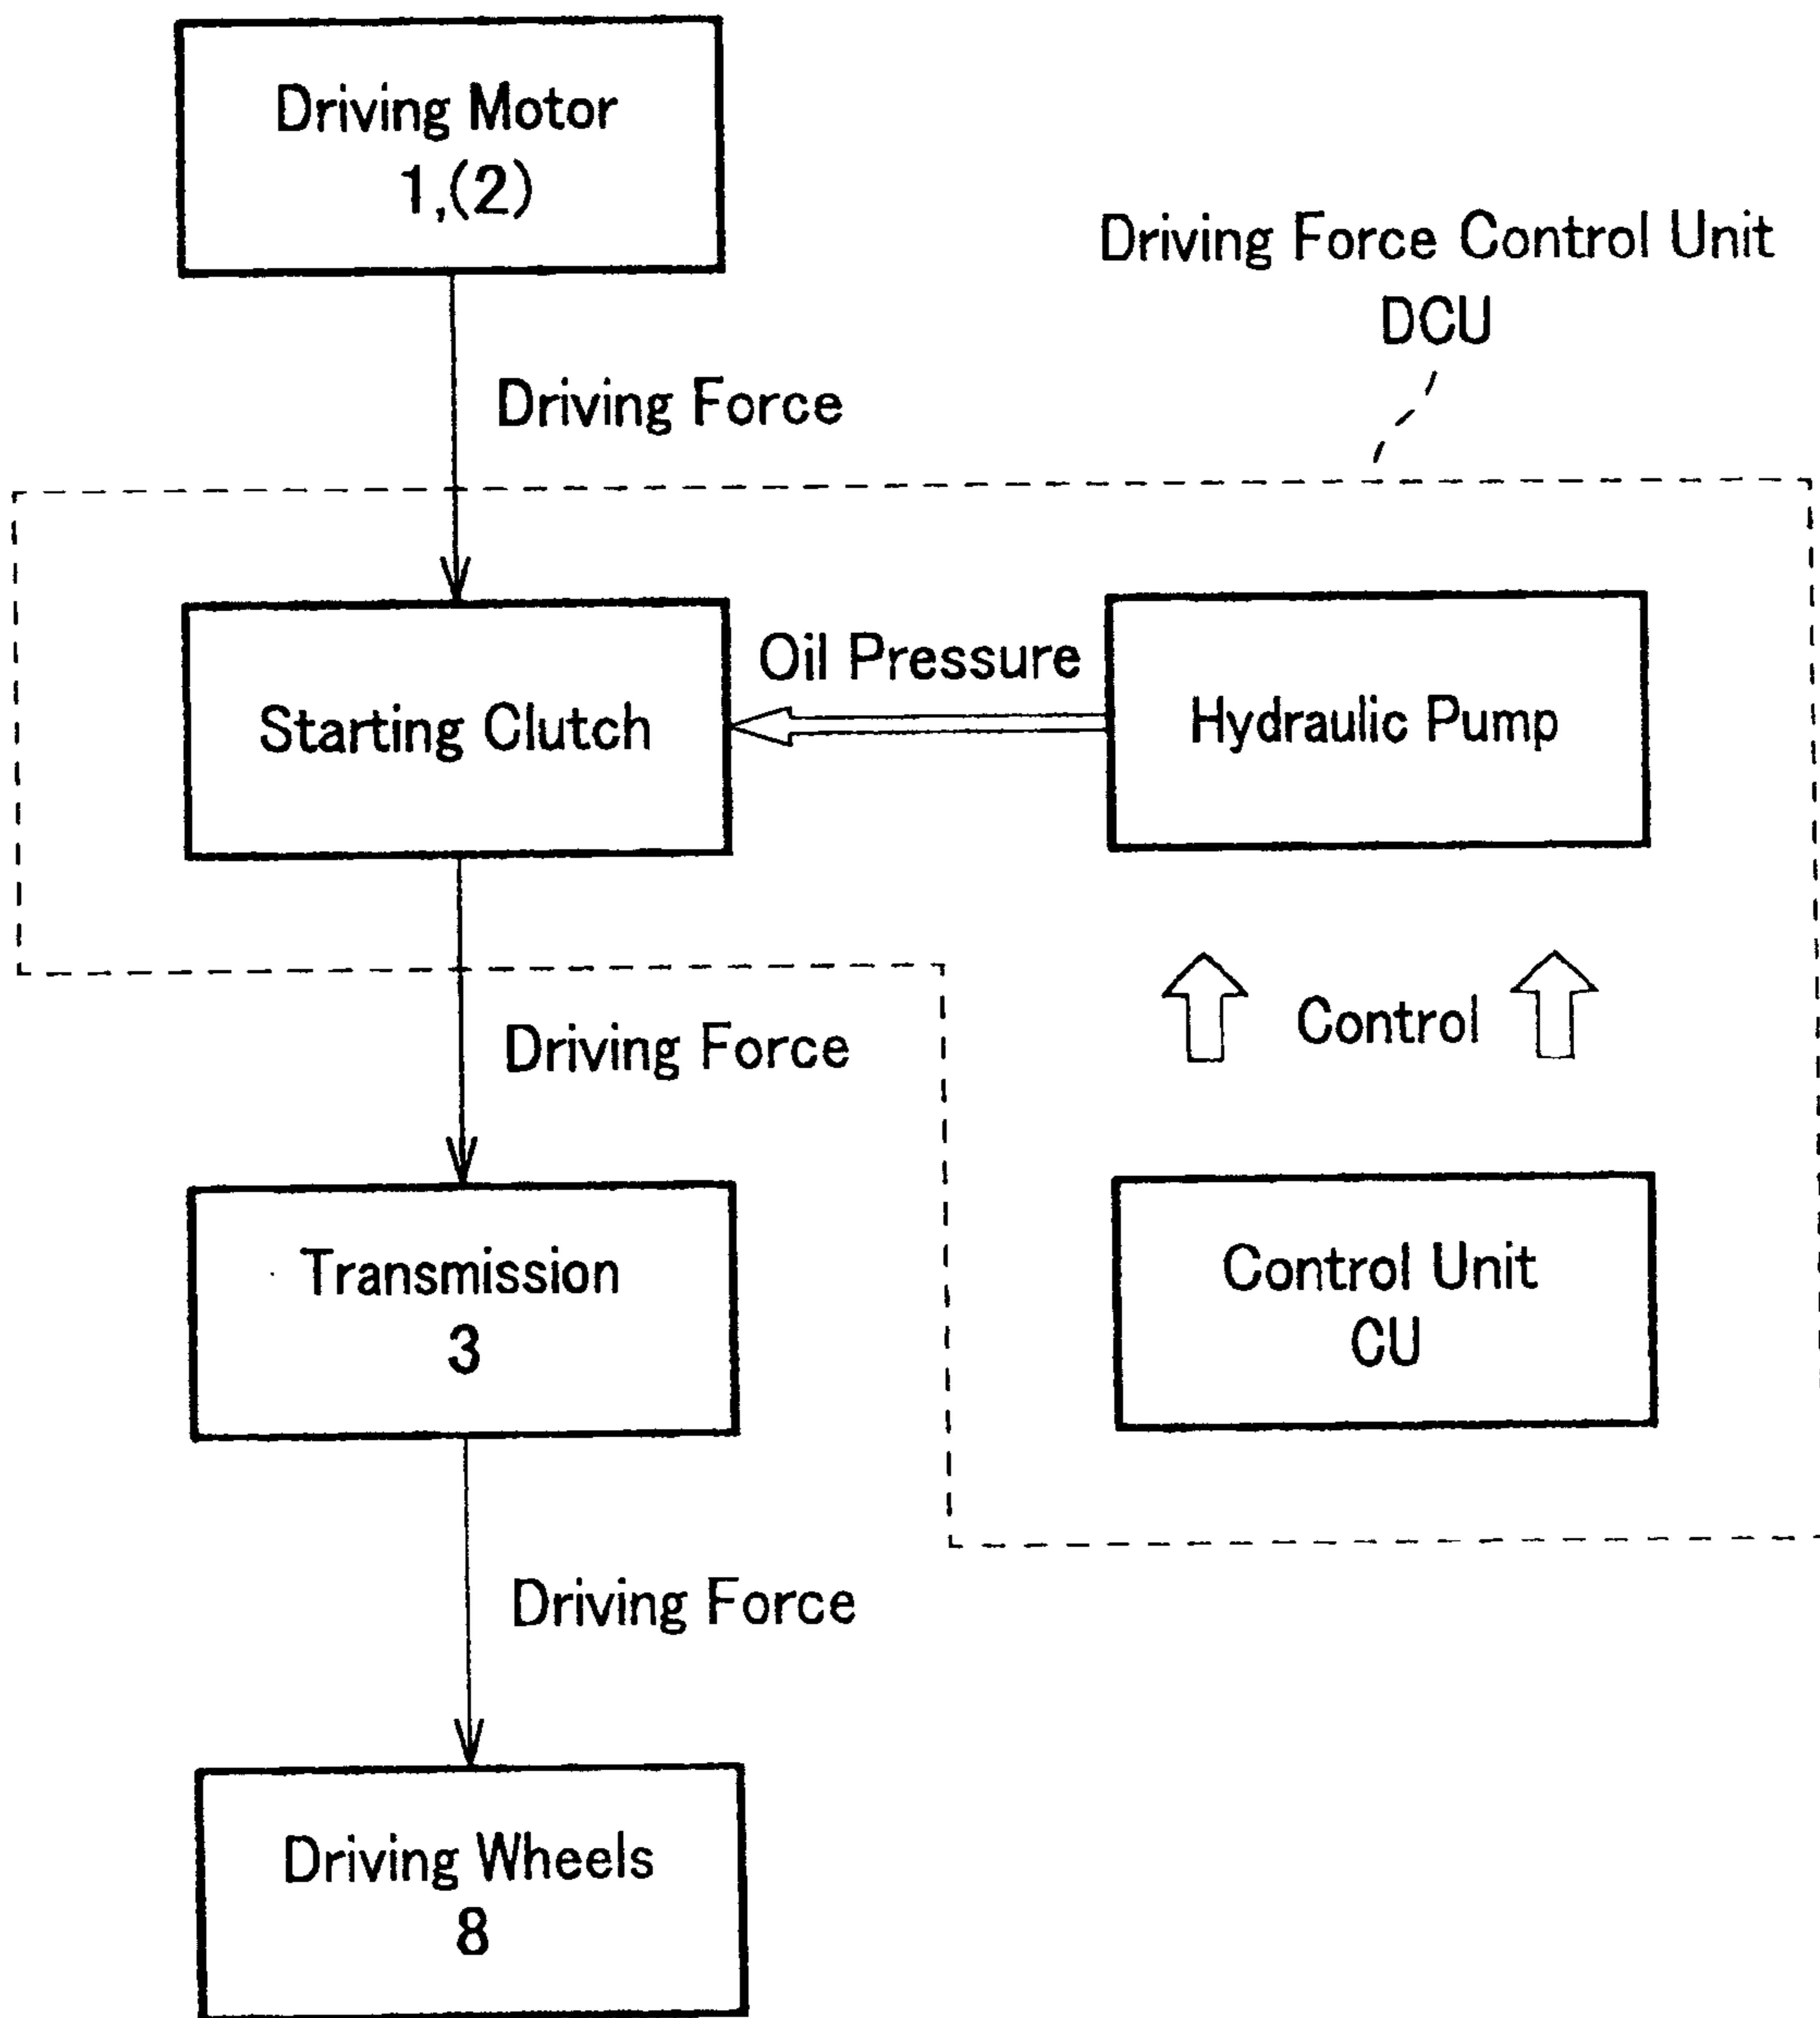 Driving Motor
1,(2)
Driving Force Control Unit
DCU
Driving Force
Starting Clutch
Oil Pressure
Hydraulic Pump
Driving Force
Control
Transmission
3
Control Unit
CU
Driving Force
Driving Wheels
8